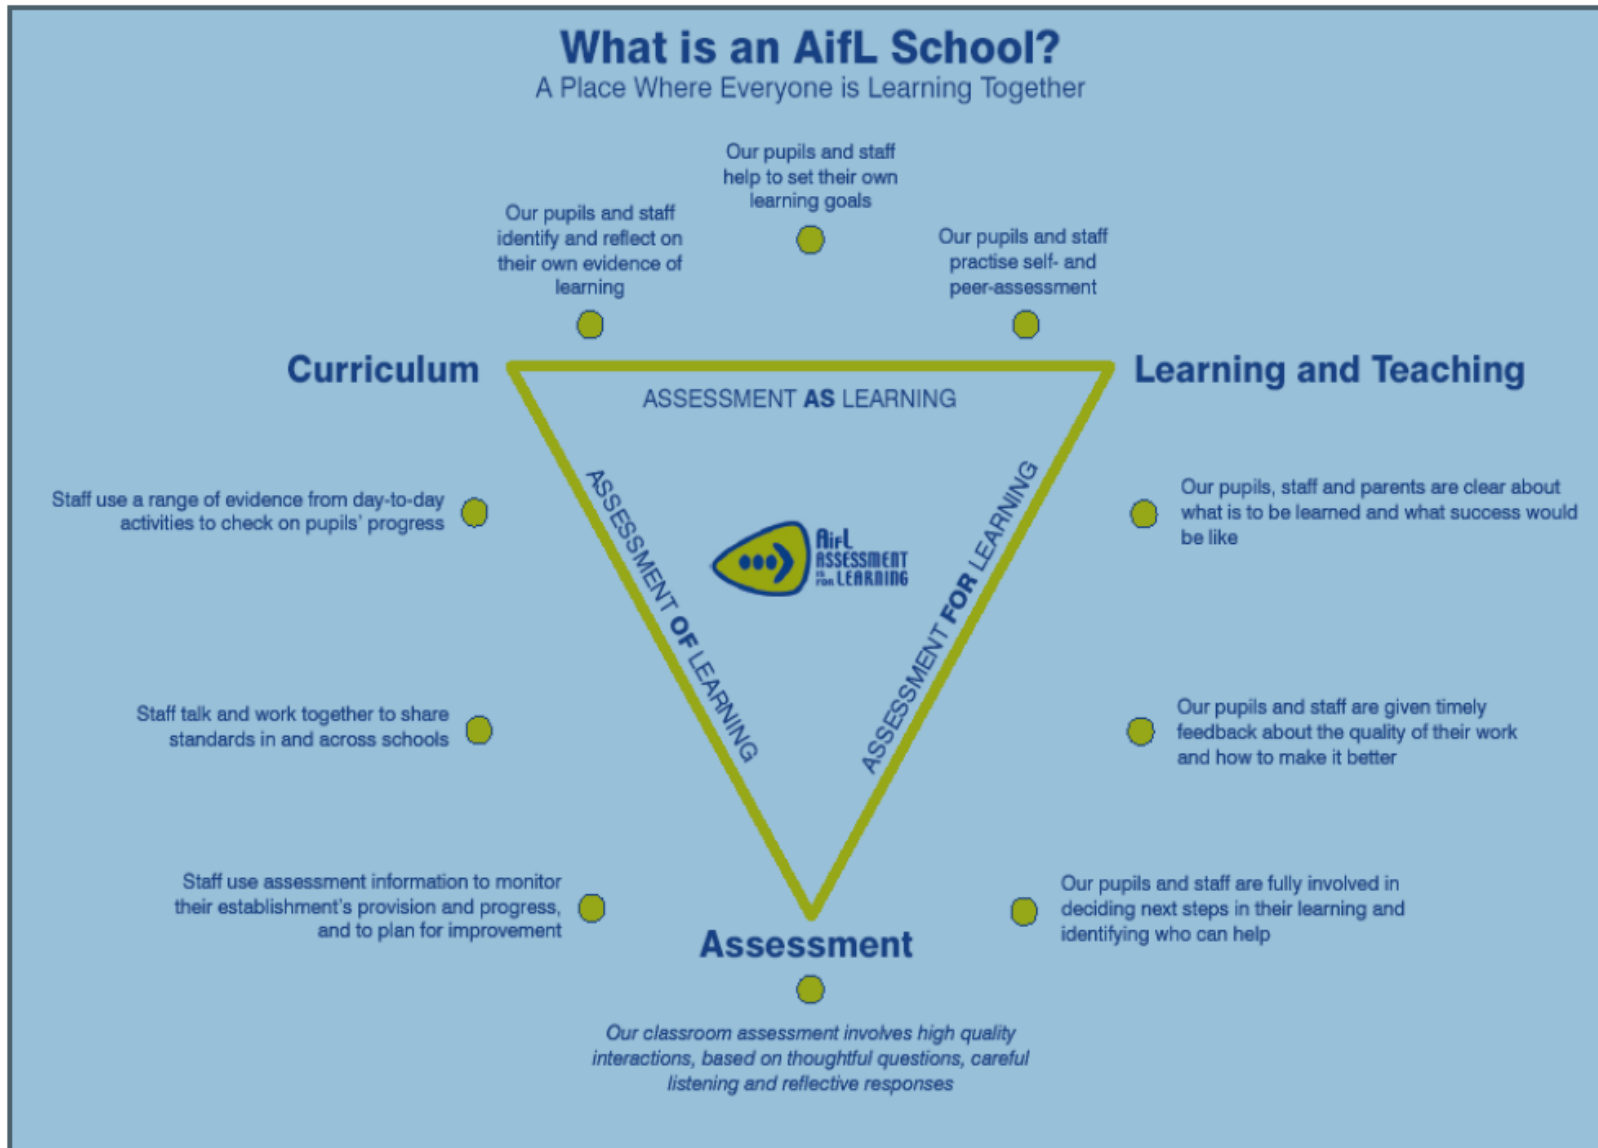 What is an AifL School?
A Place Where Everyone is Learning Together
Our pupils and staff
help to set their own
learning goals
Our pupils and staff
identify and reflect on
their own evidence of
learning
Our pupils and staff
practise self- and
peer-assessment
Curriculum
Learning and Teaching
ASSESSMENT AS LEARNING
ASSESSMENT OF LEARNING
ASSESSMENT FOR LEARNING
AifL
ASSESSMENT
IS
FOR LEARNING
Staff use a range of evidence from day-to-day
activities to check on pupils' progress
Our pupils, staff and parents are clear about
what is to be learned and what success would
be like
Staff talk and work together to share
standards in and across schools
Our pupils and staff are given timely
feedback about the quality of their work
and how to make it better
Staff use assessment information to monitor
their establishment's provision and progress,
and to plan for improvement
Our pupils and staff are fully involved in
deciding next steps in their learning and
identifying who can help
Assessment
Our classroom assessment involves high quality
interactions, based on thoughtful questions, careful
listening and reflective responses